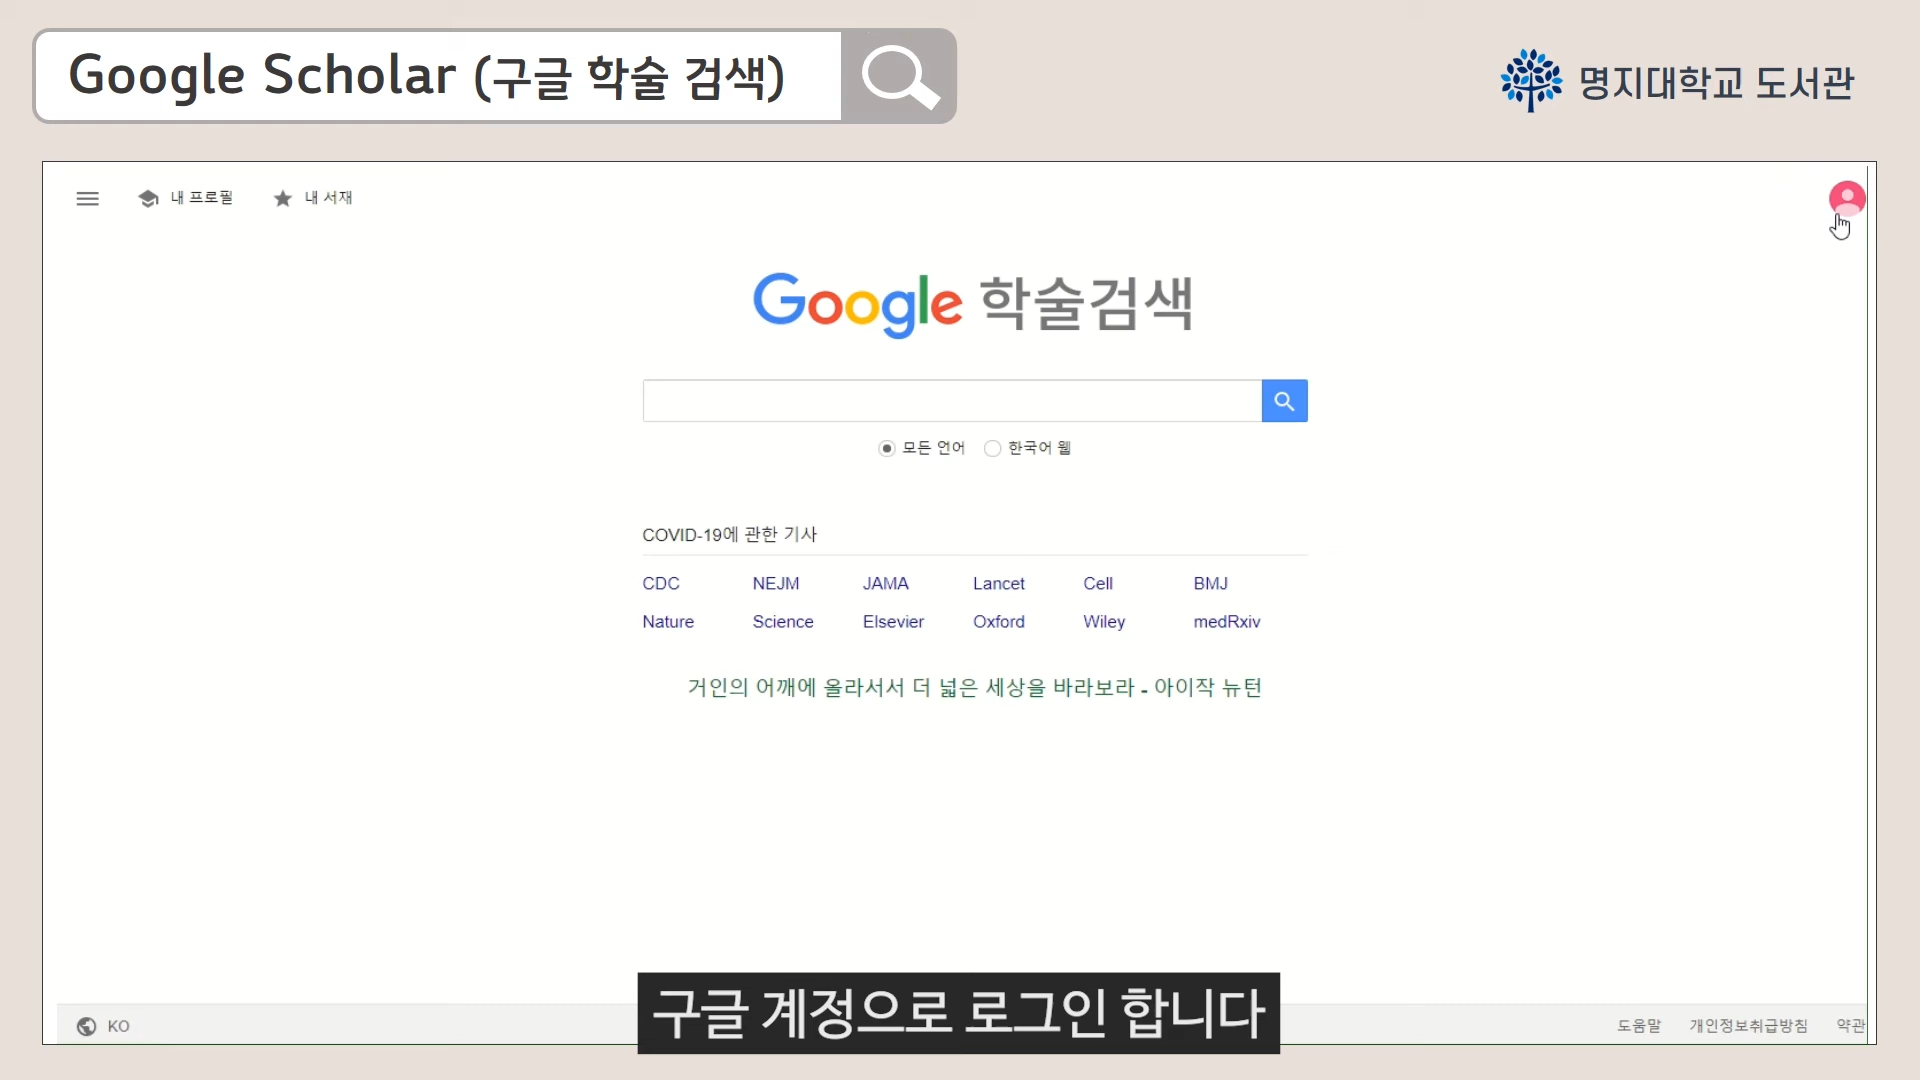 Google Scholar (구글 학술 검색)
명지대학교 도서관
내 프로필
내 서재
Google 학술검색
모든 언어
한국어 웹
COVID-19에 관한 기사
CDC NEJM JAMA Lancet Cell BMJ
Nature Science Elsevier Oxford Wiley medRxiv
거인의 어깨에 올라서서 더 넓은 세상을 바라보라 - 아이작 뉴턴
구글 계정으로 로그인 합니다
KO
도움말 개인정보취급방침 약관